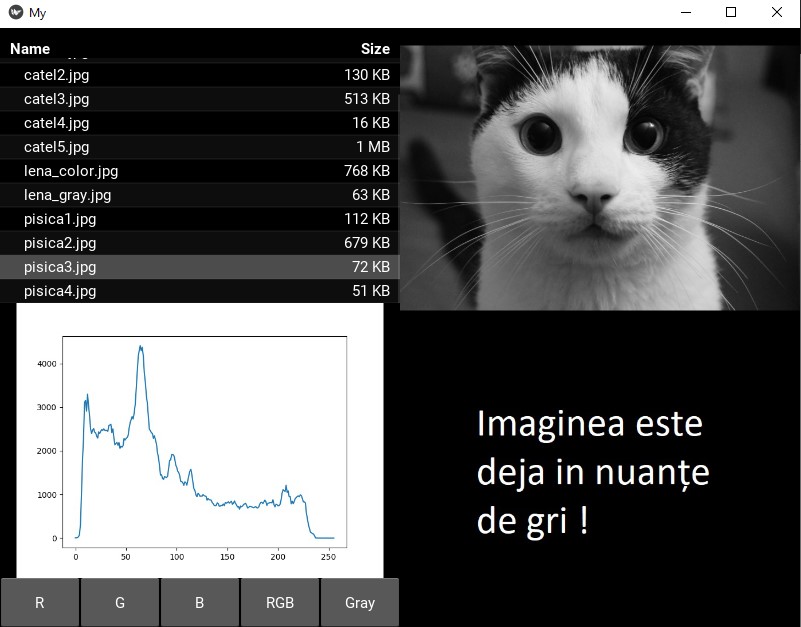 My
Name Size
catel2.jpg 130 KB
catel3.jpg 513 KB
catel4.jpg 16 KB
catel5.jpg 1 MB
lena_color.jpg 768 KB
lena_gray.jpg 63 KB
pisica1.jpg 112 KB
pisica2.jpg 679 KB
pisica3.jpg 72 KB
pisica4.jpg 51 KB
4000
3000
2000
1000
0
0 50 100 150 200 250
Imaginea este
deja in nuanțe
de gri !
R G B RGB Gray